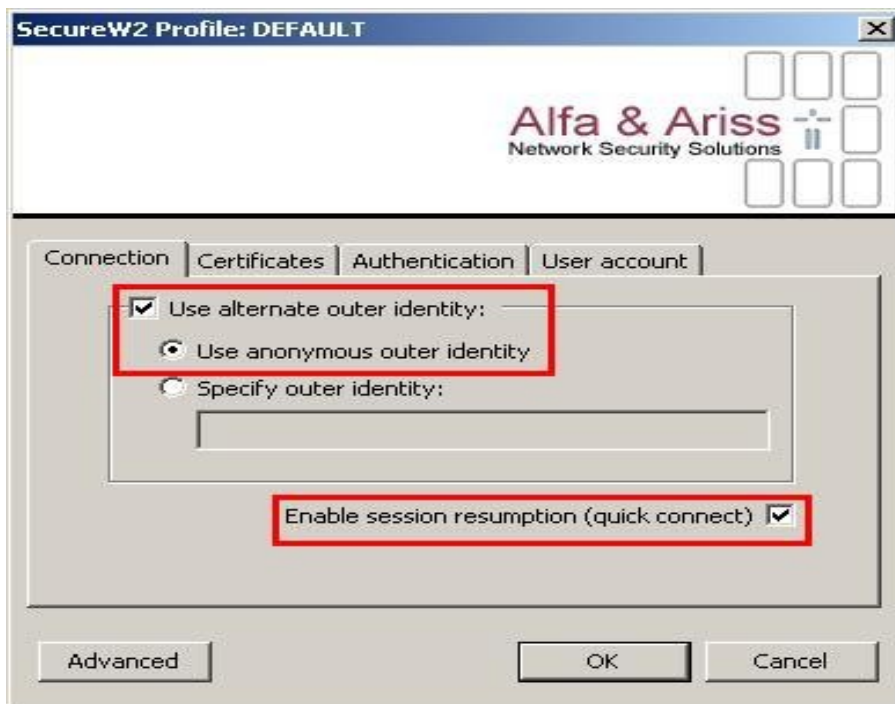 SecureW2 Profile: DEFAULT
Alfa & Ariss
Network Security Solutions
Connection
Certificates
Authentication
User account
Use alternate outer identity:
Use anonymous outer identity
Specify outer identity:
Enable session resumption (quick connect)
Advanced
OK
Cancel